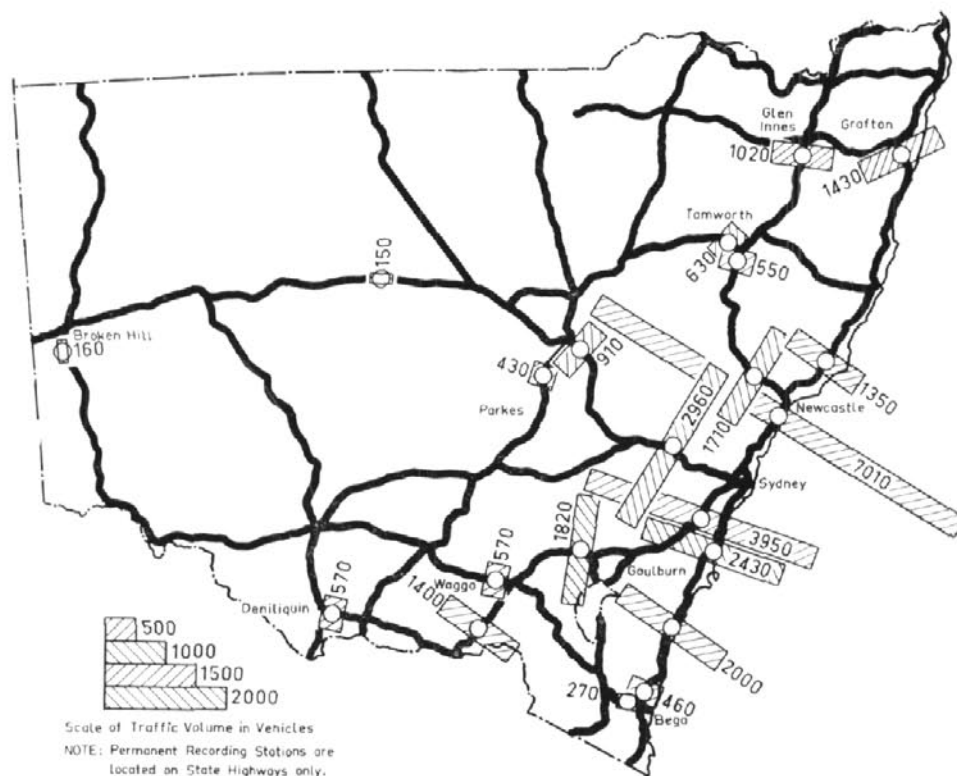 Glen
Innes
Grafton
1020
1430
Tamworth
630
550
150
Broken Hill
160
910
430
Parkes
2960
1710
1350
Newcastle
7010
Sydney
1820
3950
2430
Goulburn
570
Wagga
1400
570
Deniliquin
2000
270
460
Bega
500
1000
1500
2000
Scale of Traffic Volume in Vehicles
NOTE: Permanent Recording Stations are
located on State Highways only.